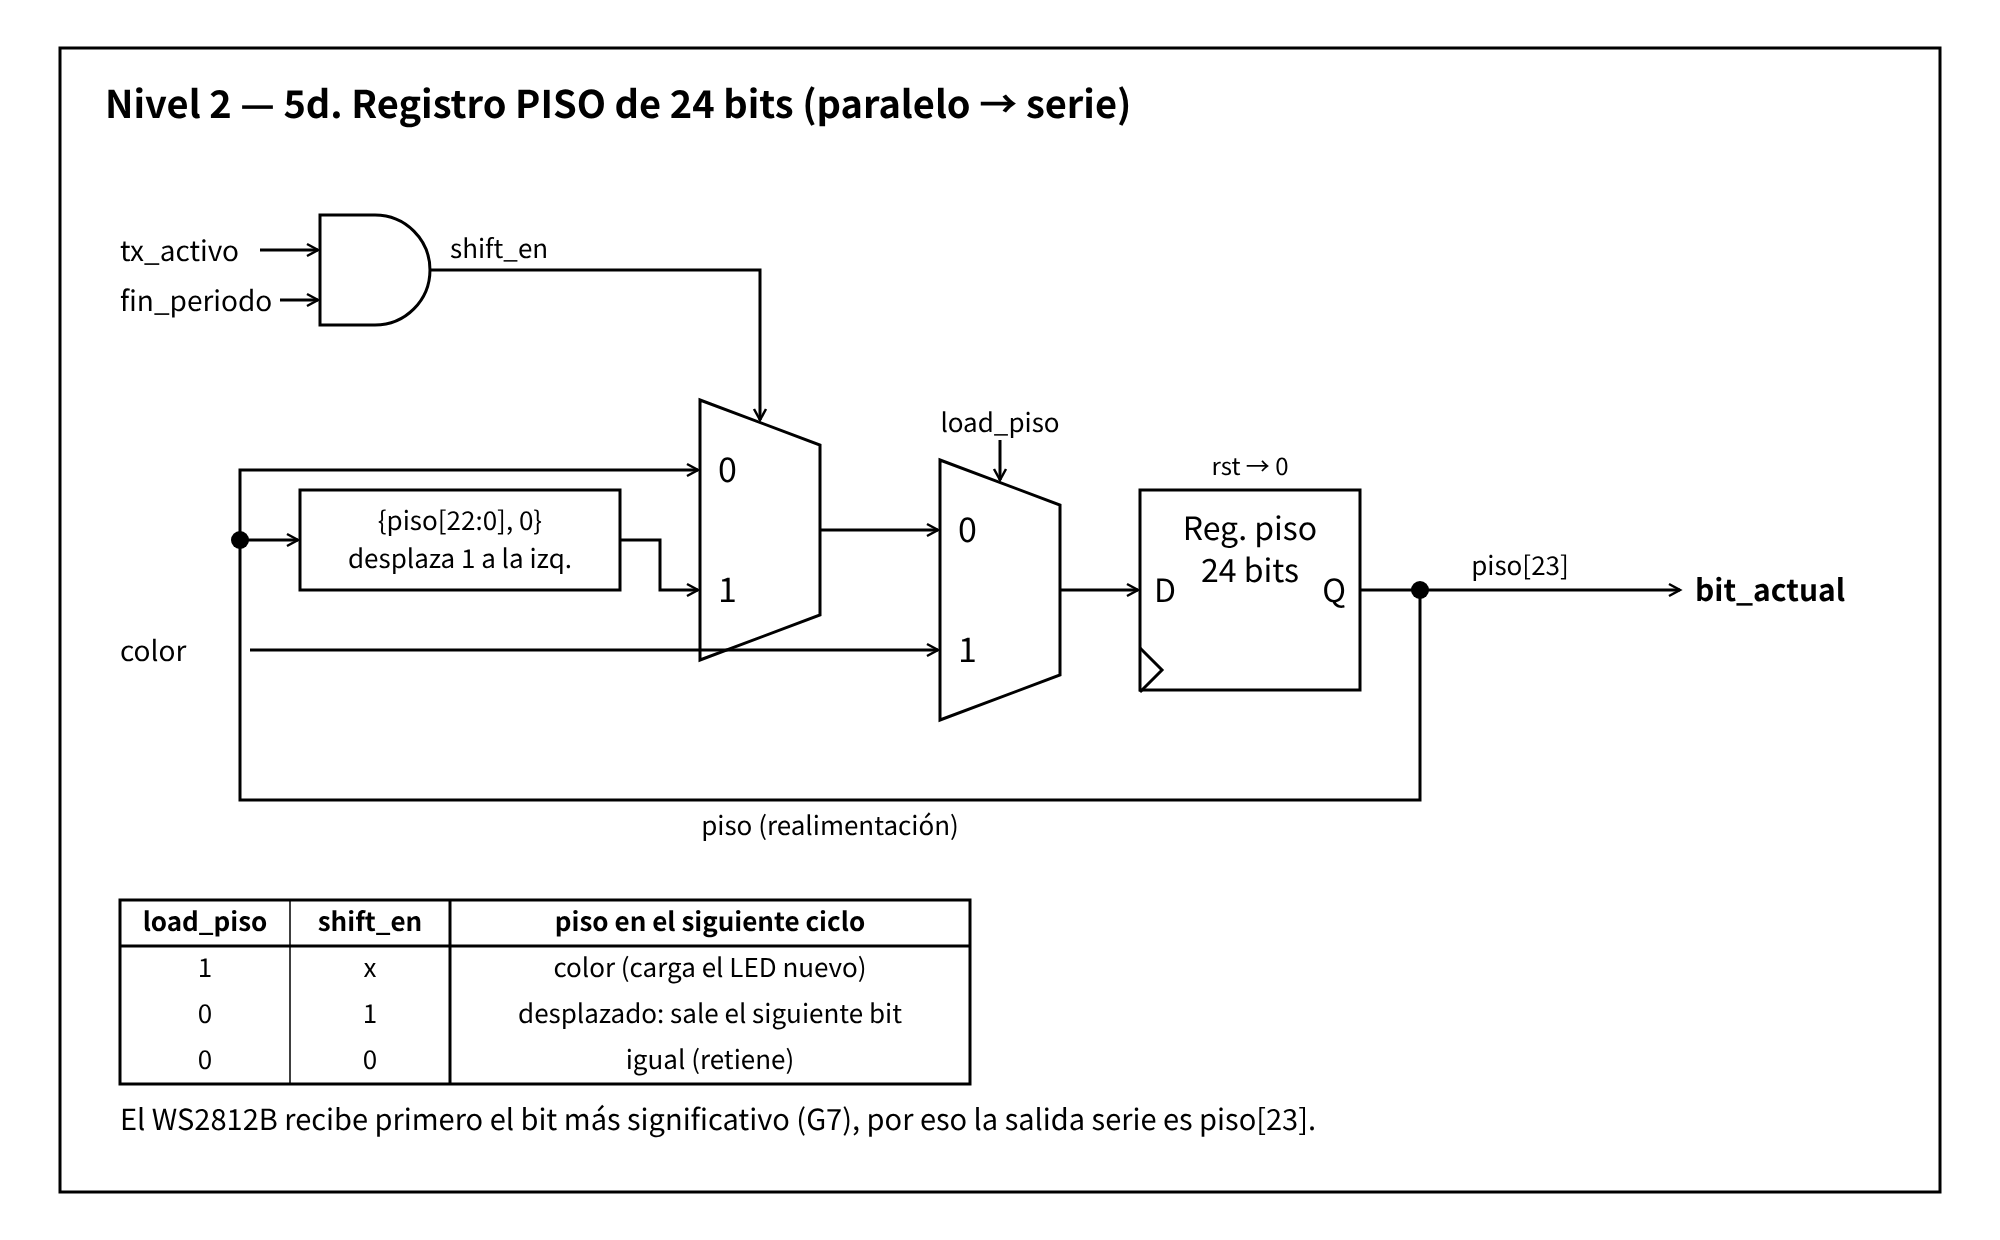 Nivel 2 — 5d. Registro PISO de 24 bits (paralelo → serie)
tx_activo
fin_periodo
shift_en
load_piso
rst → 0
0
{piso[22:0], 0}
desplaza 1 a la izq.
1
0
1
Reg. piso
24 bits
D
Q
piso[23]
bit_actual
color
piso (realimentación)
load_piso shift_en piso en el siguiente ciclo
1 x color (carga el LED nuevo)
0 1 desplazado: sale el siguiente bit
0 0 igual (retiene)
El WS2812B recibe primero el bit más significativo (G7), por eso la salida serie es piso[23].